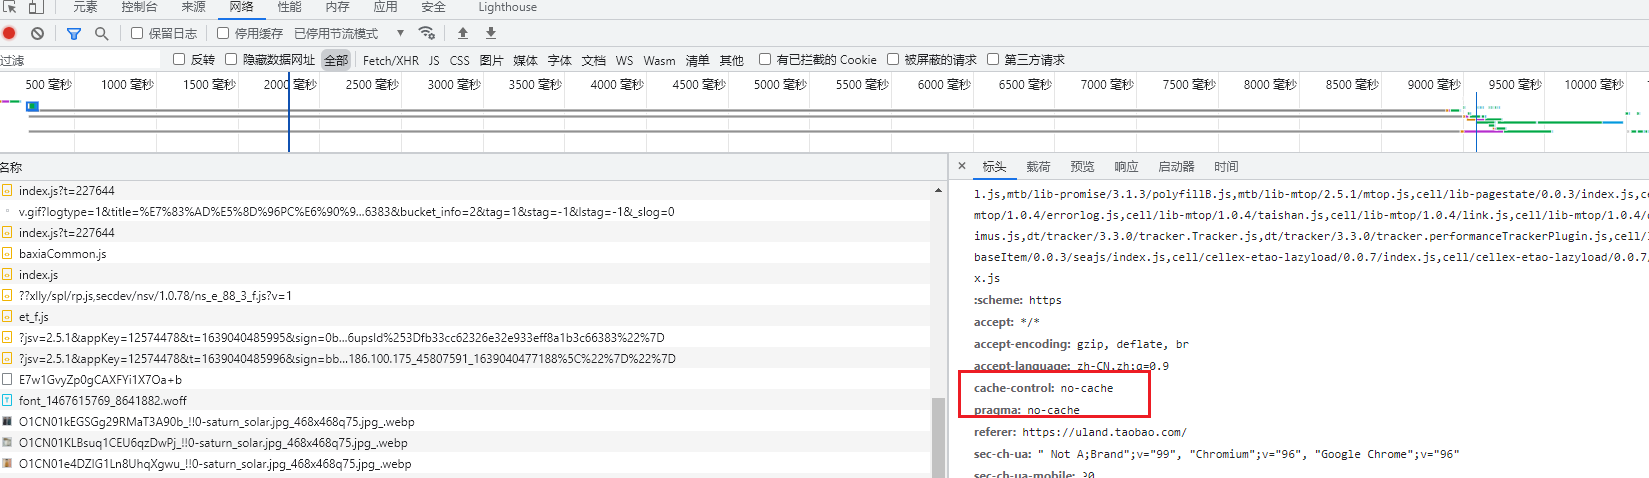 元素 控制台 来源 网络 性能 内存 应用 安全 Lighthouse
保留日志 停用缓存 已停用节流模式
过滤 反转 隐藏数据网址 全部 Fetch/XHR JS CSS 图片 媒体 字体 文档 WS Wasm 清单 其他 有已拦截的 Cookie 被屏蔽的请求 第三方请求
500 毫秒 1000 毫秒 1500 毫秒 2000 毫秒 2500 毫秒 3000 毫秒 3500 毫秒 4000 毫秒 4500 毫秒 5000 毫秒 5500 毫秒 6000 毫秒 6500 毫秒 7000 毫秒 7500 毫秒 8000 毫秒 8500 毫秒 9000 毫秒 9500 毫秒 10000 毫秒
名称
index.js?t=227644
v.gif?logtype=1&title=%E7%83%AD%E5%8D%96PC%E6%90%9...6383&bucket_info=2&tag=1&stag=-1&lstag=-1&_slog=0
index.js?t=227644
baxiaCommon.js
index.js
??xlly/spl/rp.js,secdev/nsv/1.0.78/ns_e_88_3_f.js?v=1
et_f.js
?jsv=2.5.1&appKey=12574478&t=1639040485995&sign=0b...6upsId%253Dfb33cc62326e32e933eff8a1b3c66383%22%7D
?jsv=2.5.1&appKey=12574478&t=1639040485996&sign=bb...186.100.175_45807591_1639040477188%5C%22%7D%22%7D
E7w1GvyZp0gCAXFYi1X7Oa+b
font_1467615769_8641882.woff
O1CN01kEGSGg29RMaT3A90b_!!0-saturn_solar.jpg_468x468q75.jpg_.webp
O1CN01KLBsuq1CEU6qzDwPj_!!0-saturn_solar.jpg_468x468q75.jpg_.webp
O1CN01e4DZIG1Ln8UhqXgwu_!!0-saturn_solar.jpg_468x468q75.jpg_.webp
× 标头 载荷 预览 响应 启动器 时间
l.js,mtb/lib-promise/3.1.3/polyfillB.js,mtb/lib-mtop/2.5.1/mtop.js,cell/lib-pagestate/0.0.3/index.js,ce
mtop/1.0.4/errorlog.js,cell/lib-mtop/1.0.4/taishan.js,cell/lib-mtop/1.0.4/link.js,cell/lib-mtop/1.0.4/
imus.js,dt/tracker/3.3.0/tracker.Tracker.js,dt/tracker/3.3.0/tracker.performanceTrackerPlugin.js,cell/l
baseItem/0.0.3/seajs/index.js,cell/cellex-etao-lazyload/0.0.7/index.js,cell/cellex-etao-lazyload/0.0.7/
x.js
:scheme: https
accept: */*
accept-encoding: gzip, deflate, br
accept-language: zh-CN,zh;q=0.9
cache-control: no-cache
pragma: no-cache
referer: https://uland.taobao.com/
sec-ch-ua: " Not A;Brand";v="99", "Chromium";v="96", "Google Chrome";v="96"
sec-ch-ua-mobile: ?0